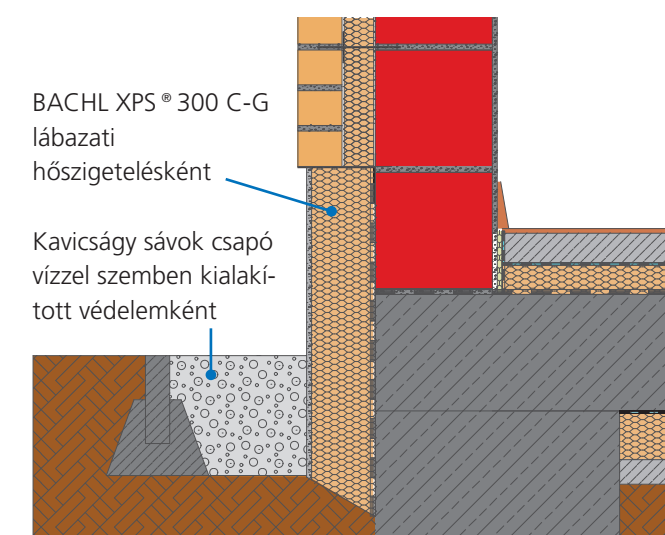 BACHL XPS ® 300 C-G
lábazati
hőszigetelésként
Kavicságy sávok csapó
vízzel szemben kialakí-
tott védelemként